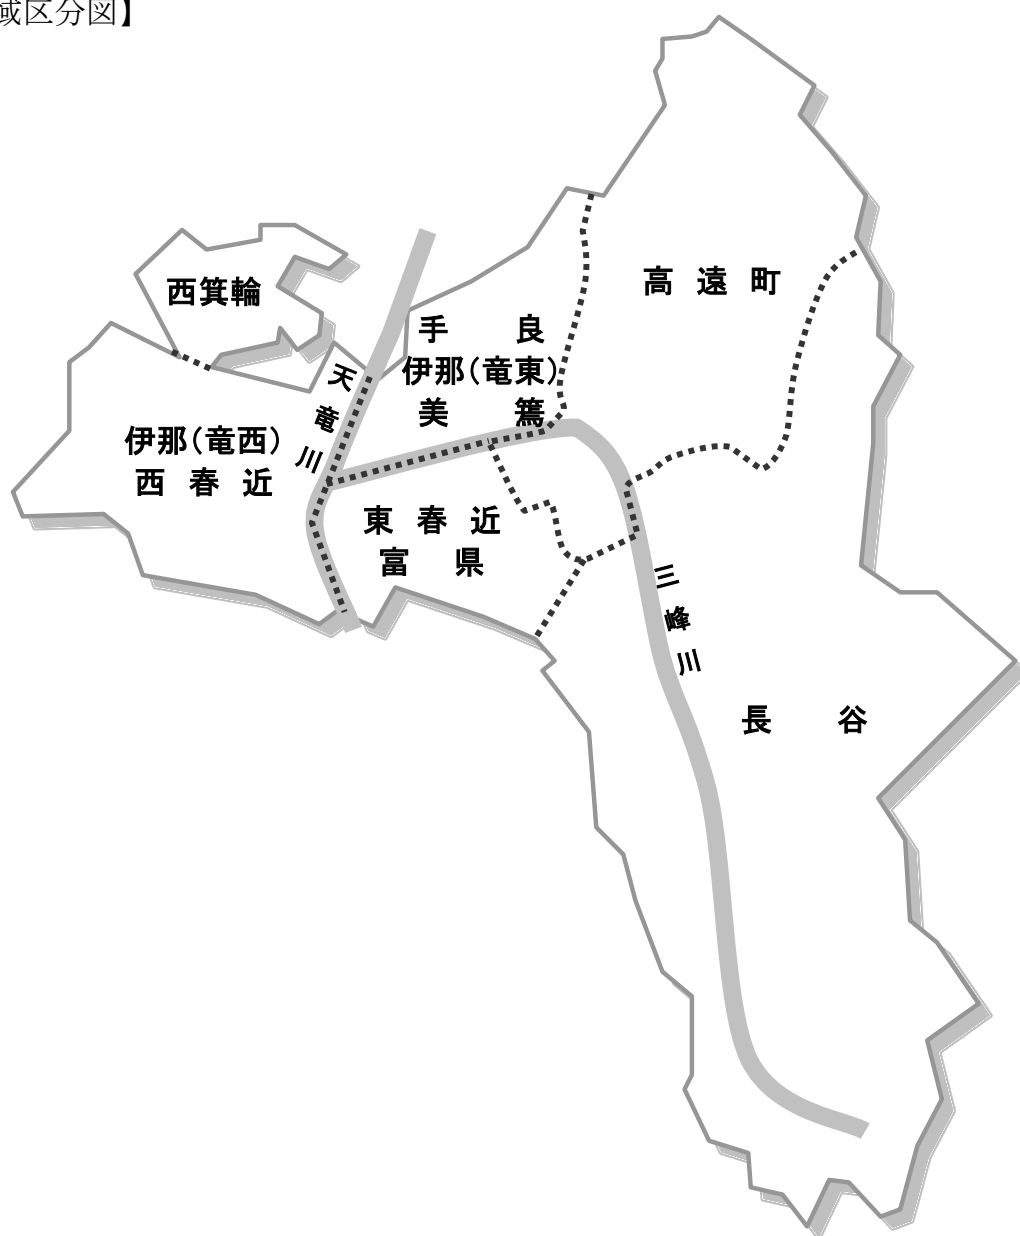 域区分図】
西箕輪
高遠町
手良
伊那（竜東）
美篶
天竜川
伊那（竜西）
西春近
東春近
富県
三峰川
長谷